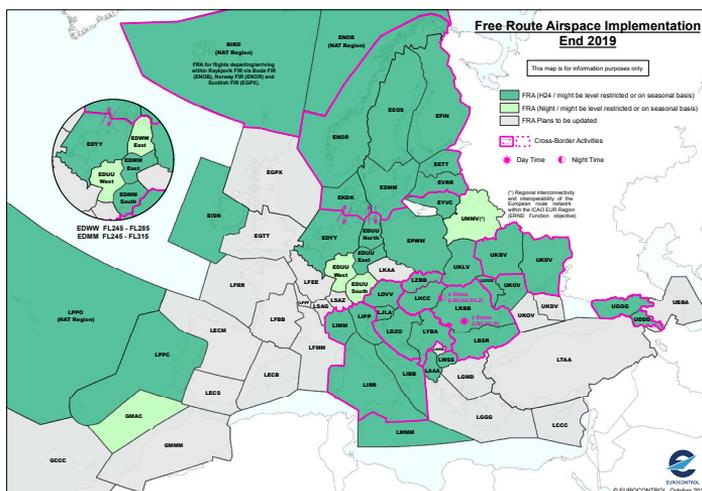 Free Route Airspace Implementation
End 2019
This map is for information purposes only.
FRA (H24 / might be level restricted or on seasonal basis)
FRA (Night / might be level restricted or on seasonal basis)
FRA Plans to be updated
Cross-Border Activities
Day Time
Night Time
(*) Regional interconnectivity
and interoperability of the
European route network
within the ICAO EUR Region
(ERND Function objective)
BIRD
(NAT Region)
FRA for flights departing/arriving
within Reykjavik FIR via Bodø FIR
(ENOB), Norway FIR (ENOR) and
Scottish FIR (EGPX).
ENOB
(NAT Region)
ESOS
EFIN
ENOR
EETT
EVRR
EKDK
ESMM
EYVC
UMMV(*)
EGPX
EISN
EGTT
EDYY
EDWW
East
EDYY
EDMM
East
EDUU
West
EDMM
South
EDWW FL245 - FL285
EDMM FL245 - FL315
EDUU
North
EPWW
EDUU
East
EDUU
West
EDUU
South
LKAA
UKLV
UKBV
UKDV
UKOV
UKOV
UKDV
LFRR
LFEE
LFFF
LSAG
LSAZ
LFBB
LFMM
LOVV
LZBB
LHCC
LJLA
LDZO
LRBB
LYBA
LBSR
LWSS
LAAA
LIMM
LIPP
LIRR
LIBB
LMMM
LGMD
LGGG
LTAA
LCCC
UGGG
UDDD
UBBA
LPPO
(NAT Region)
LPPC
LECM
LECS
LECB
GMAC
GMMM
GCCC
EUROCONTROL